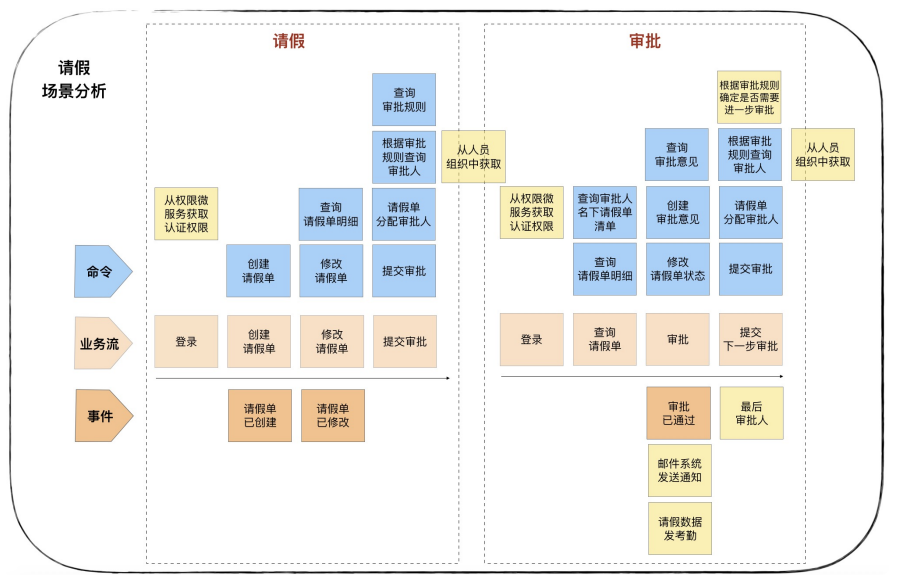 请假
场景分析
请假
查询
审批规则
根据审批
规则查询
审批人
从人员
组织中获取
从权限微
服务获取
认证权限
查询
请假单明细
请假单
分配审批人
命令
创建
请假单
修改
请假单
提交审批
业务流
登录
创建
请假单
修改
请假单
提交审批
事件
请假单
已创建
请假单
已修改
审批
根据审批规则
确定是否需要
进一步审批
查询
审批意见
根据审批
规则查询
审批人
从人员
组织中获取
从权限微
服务获取
认证权限
查询审批人
名下请假单
清单
创建
审批意见
请假单
分配审批人
查询
请假单明细
修改
请假单状态
提交审批
登录
查询
请假单
审批
提交
下一步审批
审批
已通过
最后
审批人
邮件系统
发送通知
请假数据
发考勤